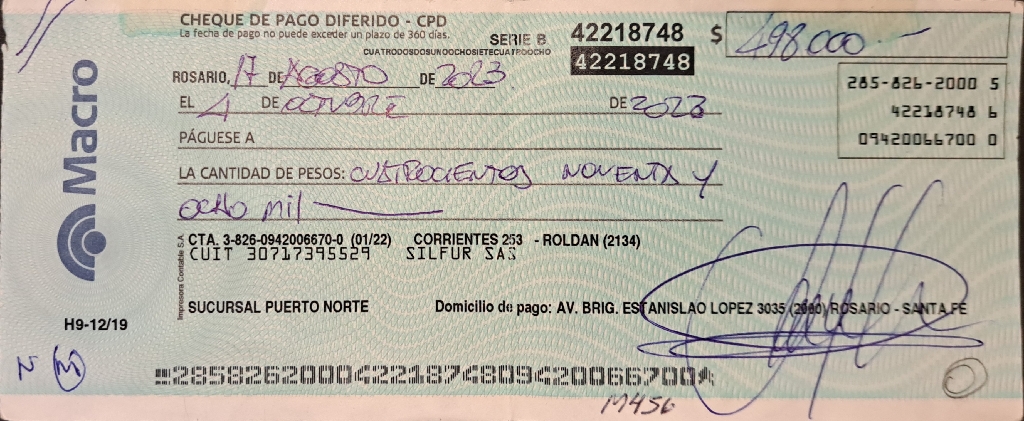 CHEQUE DE PAGO DIFERIDO - CPD
La fecha de pago no puede exceder un plazo de 360 días.
SERIE B 42218748 $ 498.000
CUATRODOSDOSUNOOCHOSIETECUATROOCHO
42218748
ROSARIO, 17 DE AGOSTO DE 2023
285-826-2000 5
EL 4 DE OCTUBRE DE 2023
42218748 6
PÁGUESE A
09420066700 0
LA CANTIDAD DE PESOS: CUATROCIENTOS NOVENTA Y
OCHO MIL
Macro
CTA. 3-826-0942006670-0 (01/22) CORRIENTES 253 - ROLDAN (2134)
CUIT 30717395529 SILFUR SAS
Impresora Contable S.A.
SUCURSAL PUERTO NORTE Domicilio de pago: AV. BRIG. ESTANISLAO LOPEZ 3035 (2000) ROSARIO - SANTA FE
H9-12/19
N
28582620004221874809420066700
M456